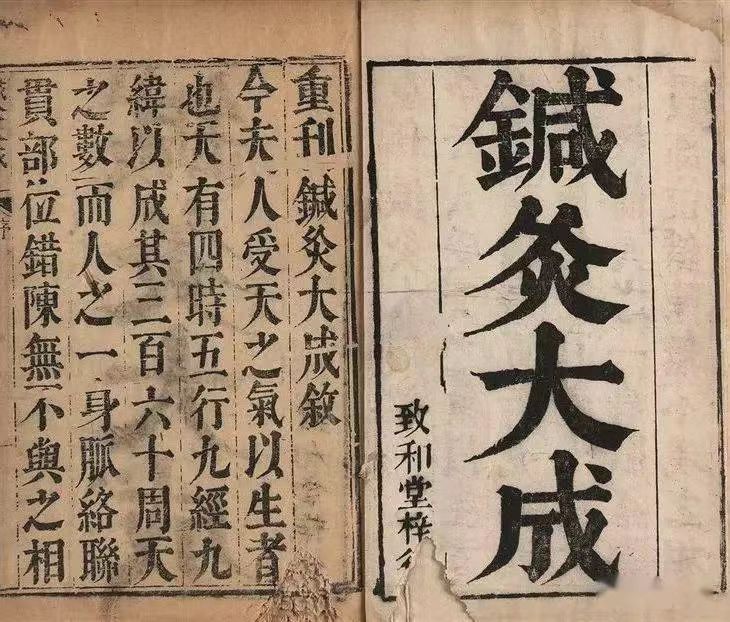 鍼灸大成
致和堂梓
重刊鍼灸大成敘
今夫人受天之氣以生者
也天有四時五行九經九
緯以成其三百六十周天
之數而人之一身脈絡聯
貫部位錯陳無不與之相